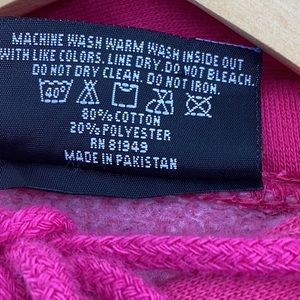 MACHINE WASH WARM WASH INSIDE OUT
WITH LIKE COLORS. LINE DRY. DO NOT BLEACH.
DO NOT DRY CLEAN. DO NOT IRON.
40°
80% COTTON
20% POLYESTER
RN 81949
MADE IN PAKISTAN